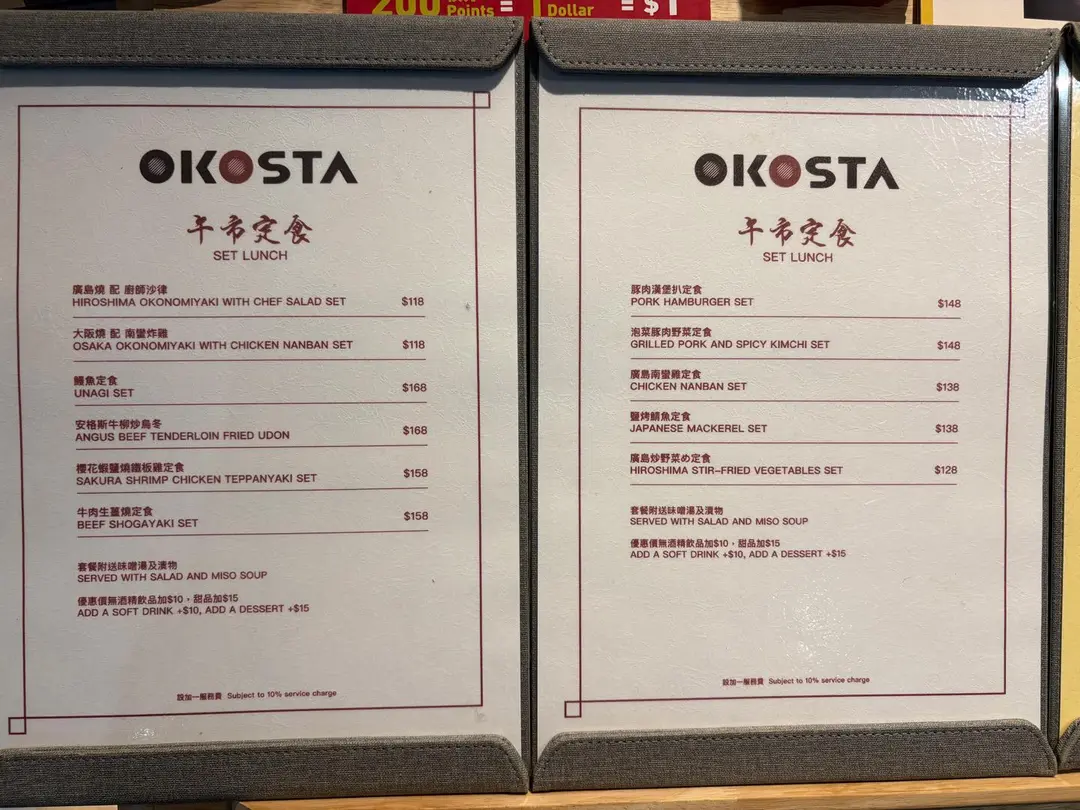 200
Points =
1
Dollar
= $1
OKOSTA
午市定食
SET LUNCH
廣島燒 配 廚師沙律
HIROSHIMA OKONOMIYAKI WITH CHEF SALAD SET $118
大阪燒 配 南蠻炸雞
OSAKA OKONOMIYAKI WITH CHICKEN NANBAN SET $118
鰻魚定食
UNAGI SET $168
安格斯牛柳炒烏冬
ANGUS BEEF TENDERLOIN FRIED UDON $168
櫻花蝦鹽燒鐵板雞定食
SAKURA SHRIMP CHICKEN TEPPANYAKI SET $158
牛肉生薑燒定食
BEEF SHOGAYAKI SET $158
套餐附送味噌湯及漬物
SERVED WITH SALAD AND MISO SOUP
優惠價無酒精飲品加$10，甜品加$15
ADD A SOFT DRINK +$10, ADD A DESSERT +$15
設加一服務費 Subject to 10% service charge
OKOSTA
午市定食
SET LUNCH
豚肉漢堡扒定食
PORK HAMBURGER SET $148
泡菜豚肉野菜定食
GRILLED PORK AND SPICY KIMCHI SET $148
廣島南蠻雞定食
CHICKEN NANBAN SET $138
鹽烤鯖魚定食
JAPANESE MACKEREL SET $138
廣島炒野菜め定食
HIROSHIMA STIR-FRIED VEGETABLES SET $128
套餐附送味噌湯及漬物
SERVED WITH SALAD AND MISO SOUP
優惠價無酒精飲品加$10，甜品加$15
ADD A SOFT DRINK +$10, ADD A DESSERT +$15
設加一服務費 Subject to 10% service charge